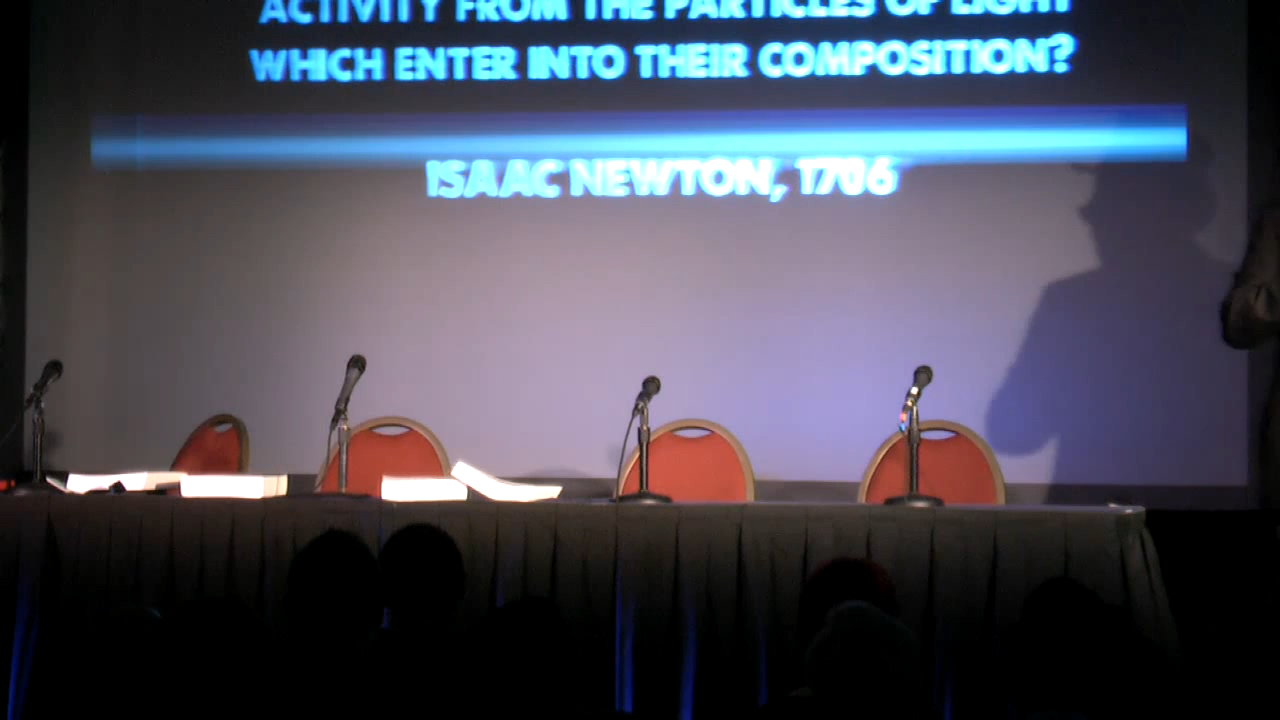 ACTIVITY FROM THE PARTICLES OF LIGHT
WHICH ENTER INTO THEIR COMPOSITION?
ISAAC NEWTON, 1706